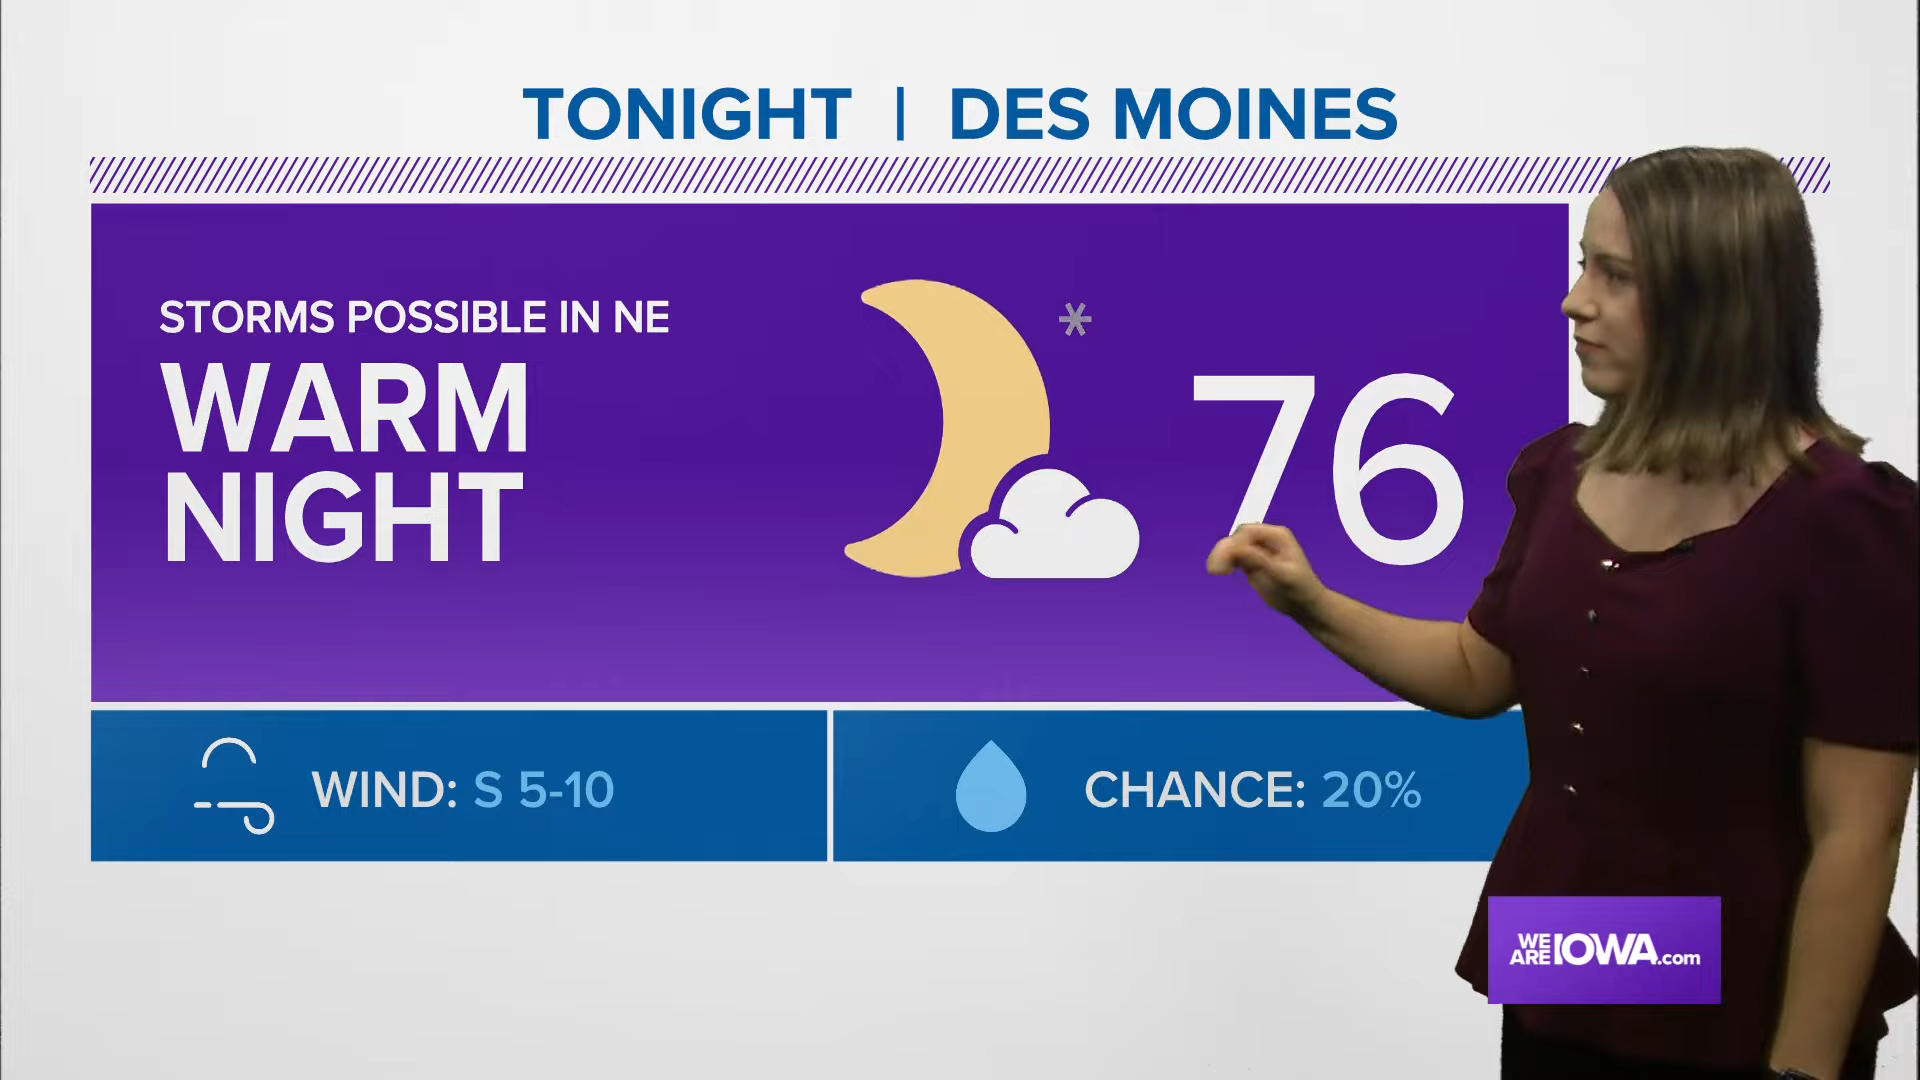 TONIGHT | DES MOINES
STORMS POSSIBLE IN NE
WARM
NIGHT
76
WIND: S 5-10
CHANCE: 20%
WE
ARE IOWA.com